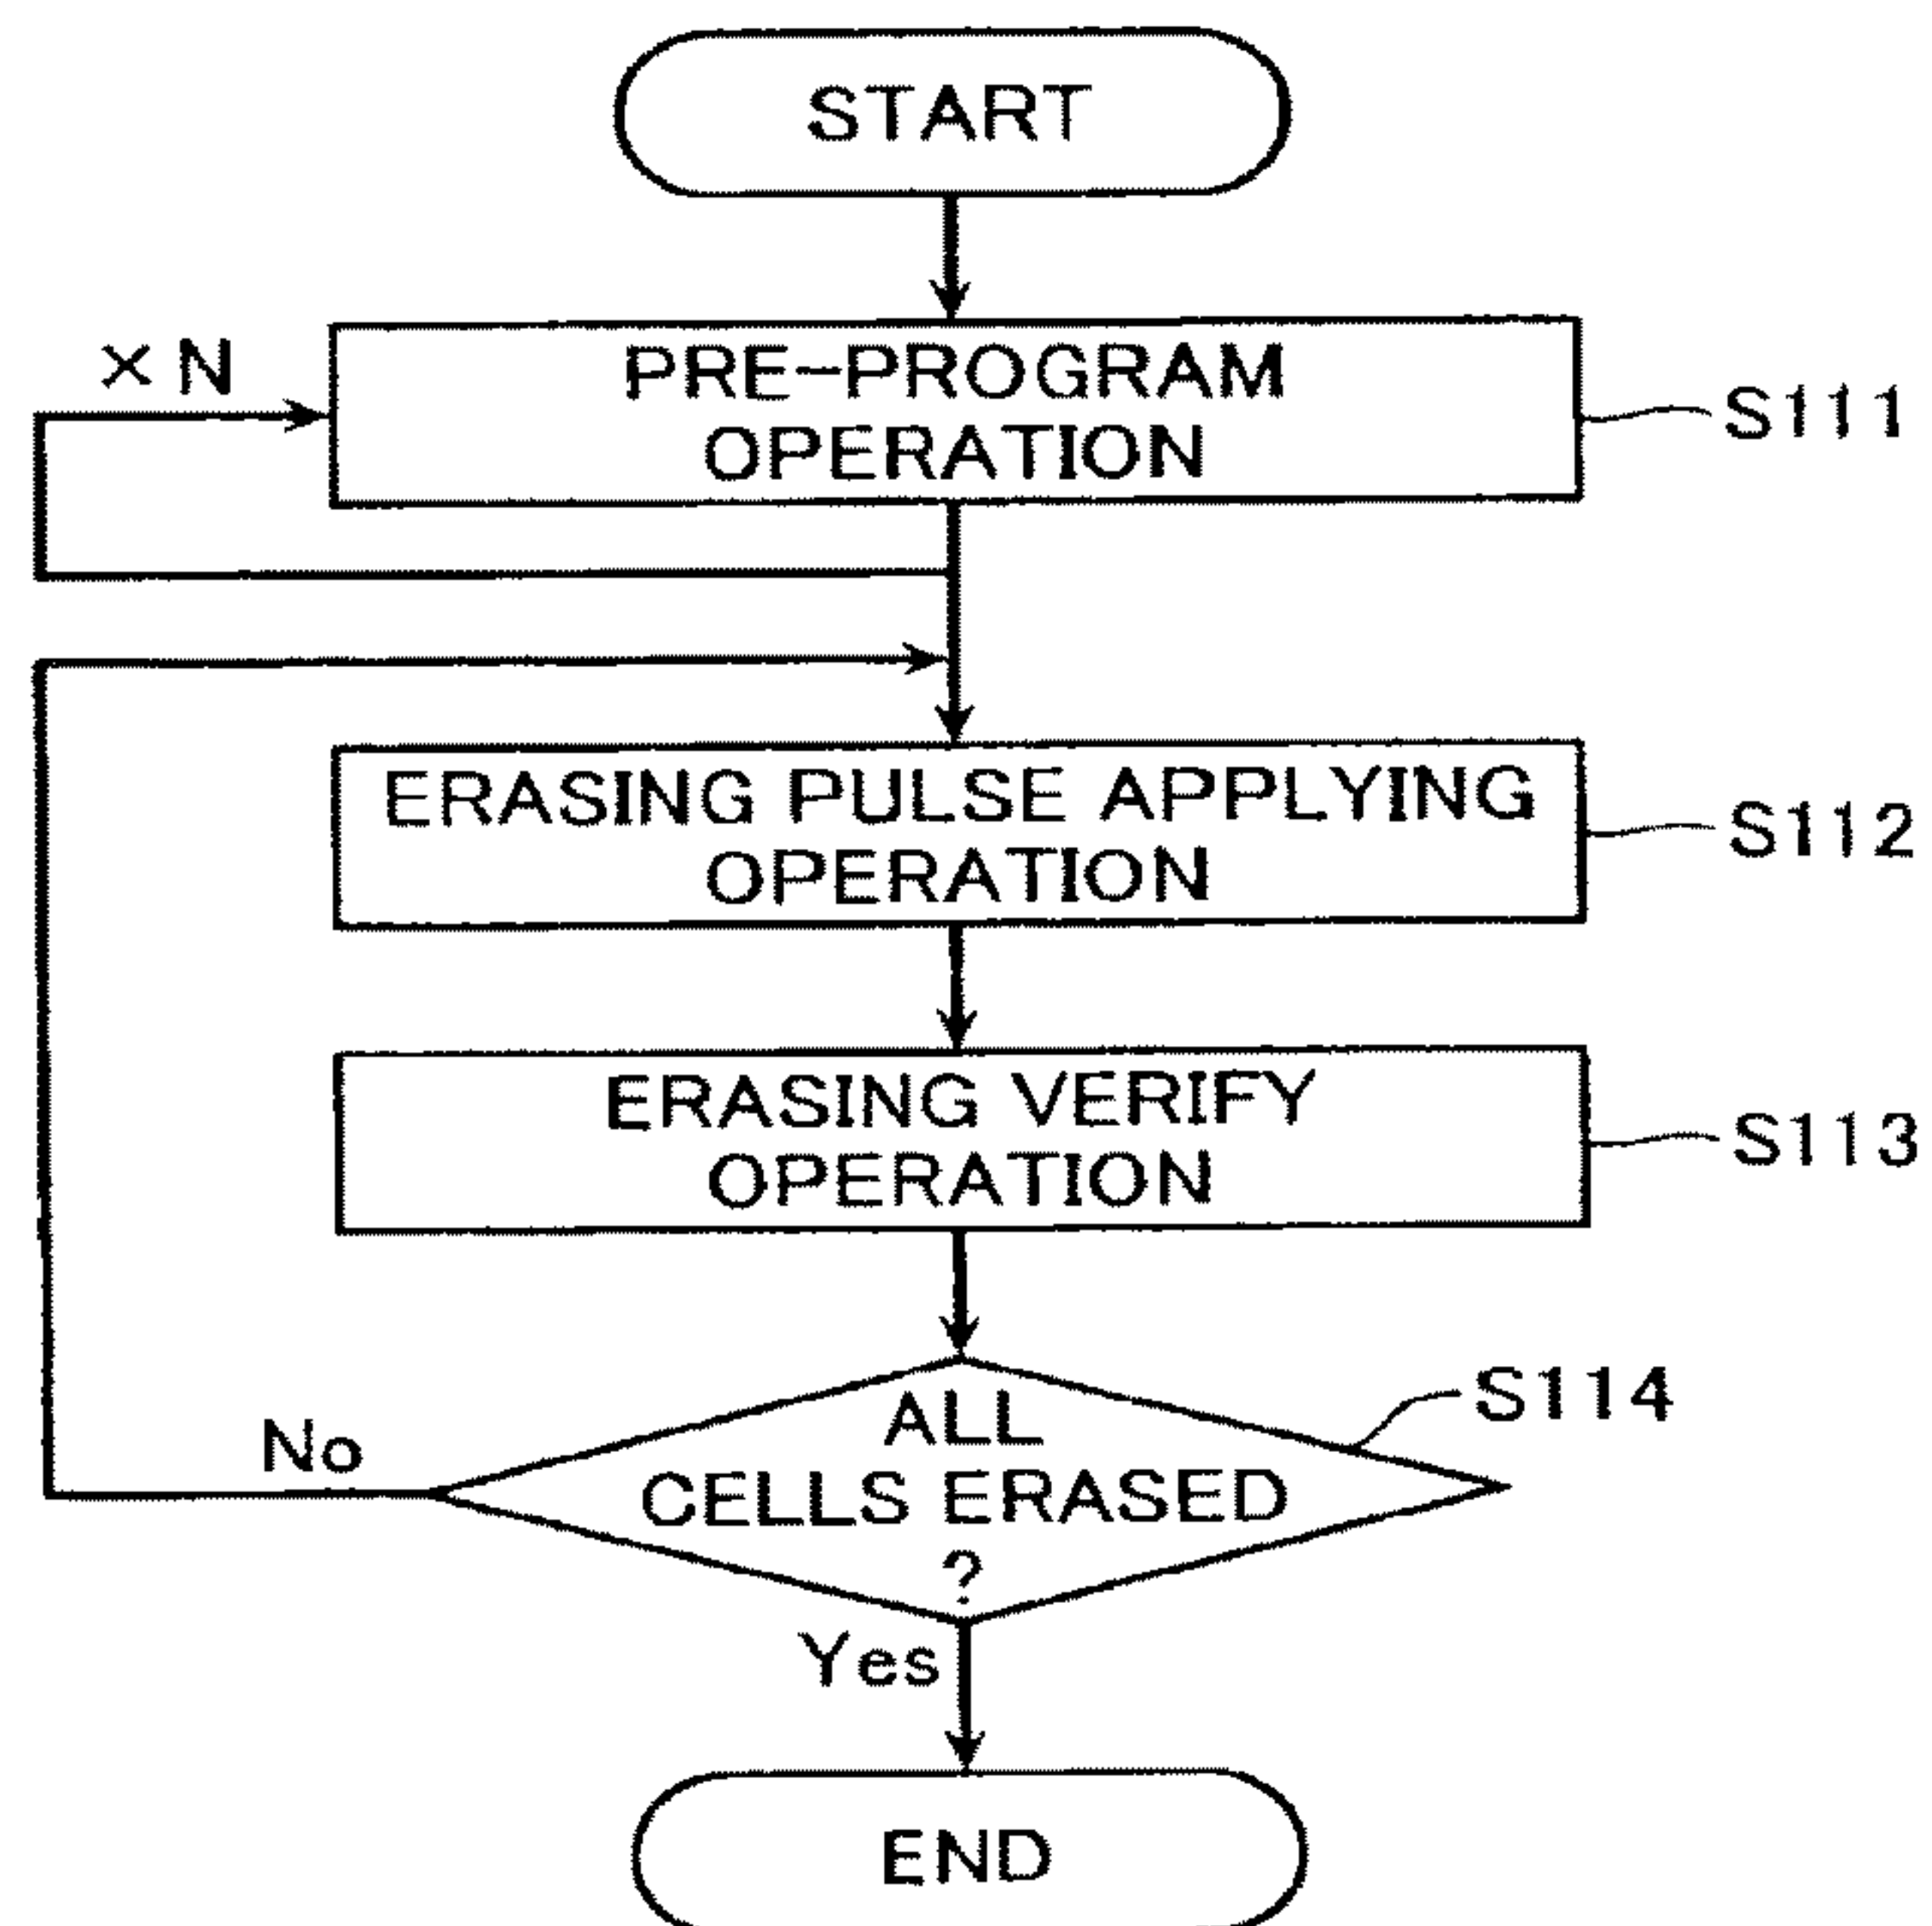 START
× N
PRE-PROGRAM
OPERATION
S111
ERASING PULSE APPLYING
OPERATION
S112
ERASING VERIFY
OPERATION
S113
ALL
CELLS ERASED
?
S114
No
Yes
END